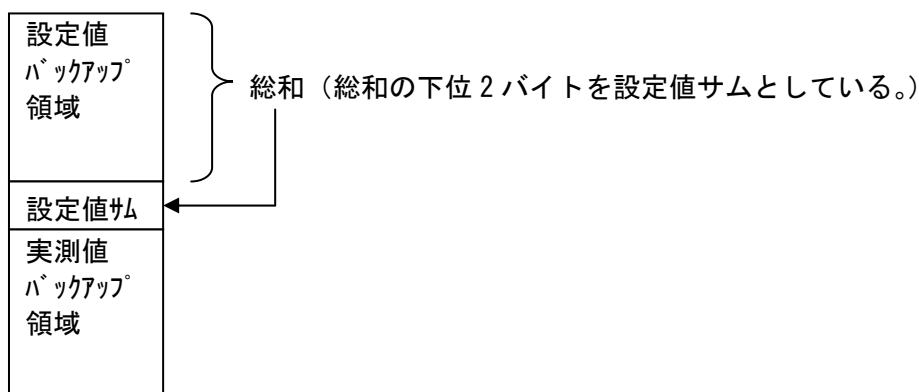 設定値
ﾊﾞｯｸｱｯﾌﾟ
領域
総和（総和の下位 2 バイトを設定値サムとしている。）
設定値ｻﾑ
実測値
ﾊﾞｯｸｱｯﾌﾟ
領域